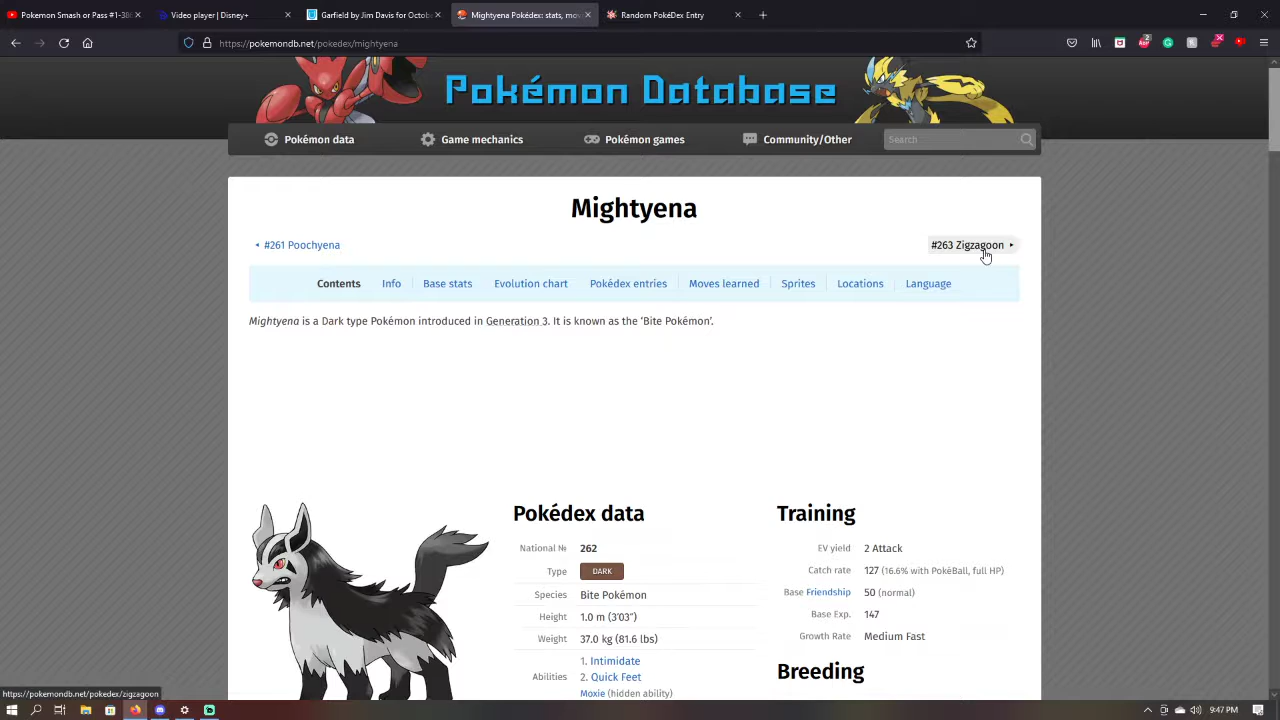 Pokemon Smash or Pass #1-380
Video player | Disney+
Garfield by Jim Davis for October
Mightyena Pokédex: stats, mov
Random PokéDex Entry
https://pokemondb.net/pokedex/mightyena
Pokémon Database
Pokémon data
Game mechanics
Pokémon games
Community/Other
Search
Mightyena
#261 Poochyena
#263 Zigzagoon
Contents Info Base stats Evolution chart Pokédex entries Moves learned Sprites Locations Language
Mightyena is a Dark type Pokémon introduced in Generation 3. It is known as the ‘Bite Pokémon’.
Pokédex data
National № 262
Type DARK
Species Bite Pokémon
Height 1.0 m (3′03″)
Weight 37.0 kg (81.6 lbs)
Abilities
1. Intimidate
2. Quick Feet
Moxie (hidden ability)
Training
EV yield 2 Attack
Catch rate 127 (16.6% with PokéBall, full HP)
Base Friendship 50 (normal)
Base Exp. 147
Growth Rate Medium Fast
Breeding
https://pokemondb.net/pokedex/zigzagoon
9:47 PM